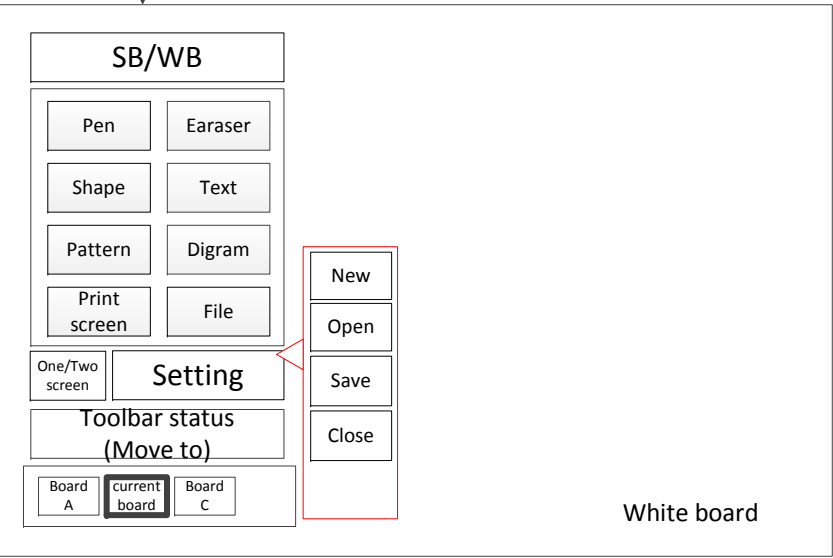 SB/WB
Pen
Earaser
Shape
Text
Pattern
Digram
Print
screen
File
One/Two
screen
Setting
Toolbar status
(Move to)
Board
A
current
board
Board
C
New
Open
Save
Close
White board